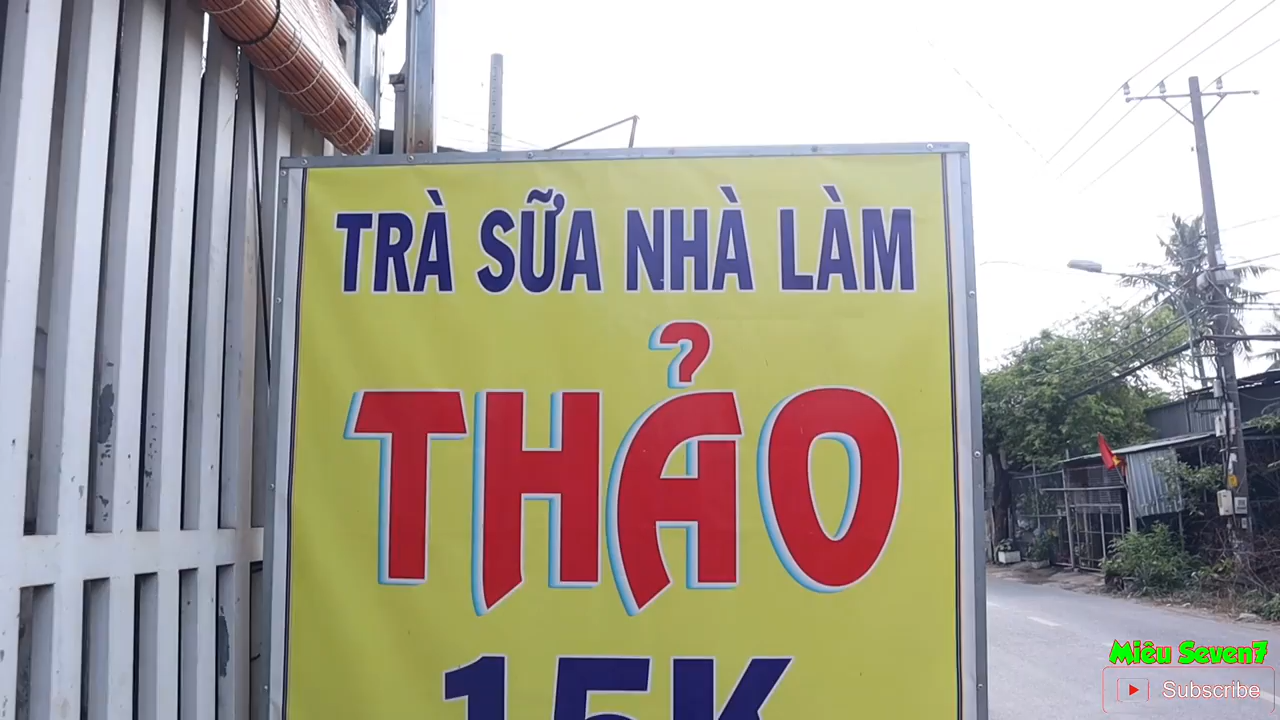 TRÀ SỮA NHÀ LÀM
THẢO
15K
Miêu Seven7
Subscribe